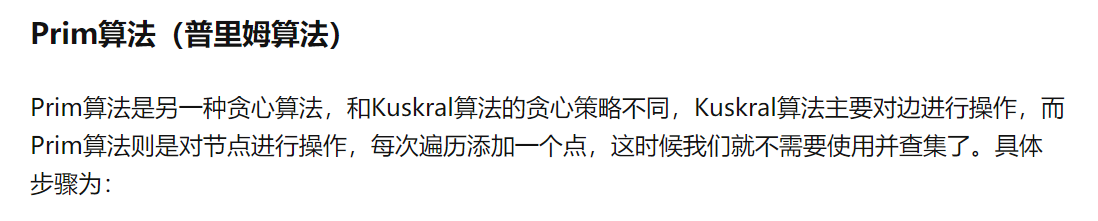 Prim算法（普里姆算法）
Prim算法是另一种贪心算法，和Kuskral算法的贪心策略不同，Kuskral算法主要对边进行操作，而
Prim算法则是对节点进行操作，每次遍历添加一个点，这时候我们就不需要使用并查集了。具体
步骤为：